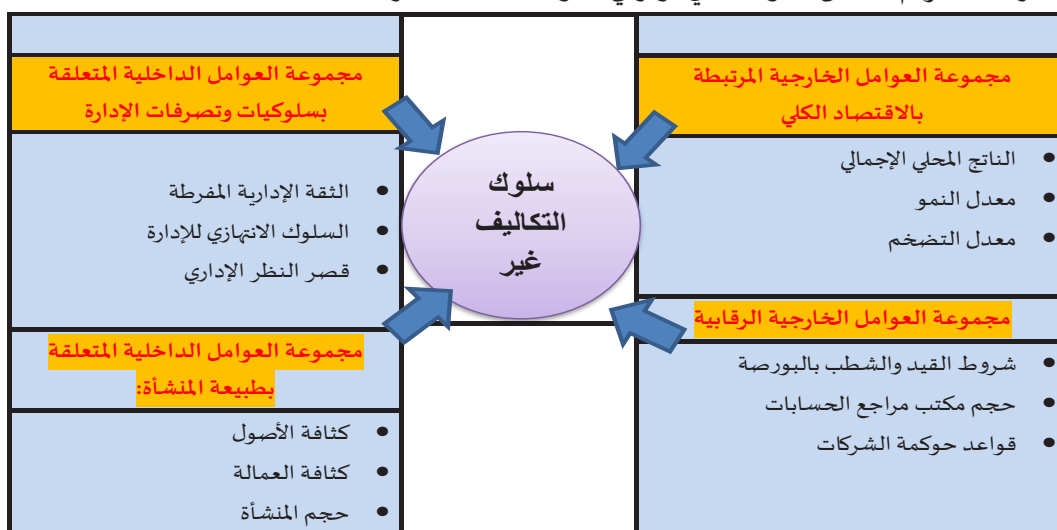 مجموعة العوامل الخارجية المرتبطة
بالاقتصاد الكلي
الناتج المحلي الإجمالي
معدل النمو
معدل التضخم
مجموعة العوامل الخارجية الرقابية
شروط القيد والشطب بالبورصة
حجم مكتب مراجع الحسابات
قواعد حوكمة الشركات
سلوك
التكاليف
غير
مجموعة العوامل الداخلية المتعلقة
بسلوكيات وتصرفات الإدارة
الثقة الإدارية المفرطة
السلوك الانتهازي للإدارة
قصر النظر الإداري
مجموعة العوامل الداخلية المتعلقة
بطبيعة المنشأة:
كثافة الأصول
كثافة العمالة
حجم المنشأة